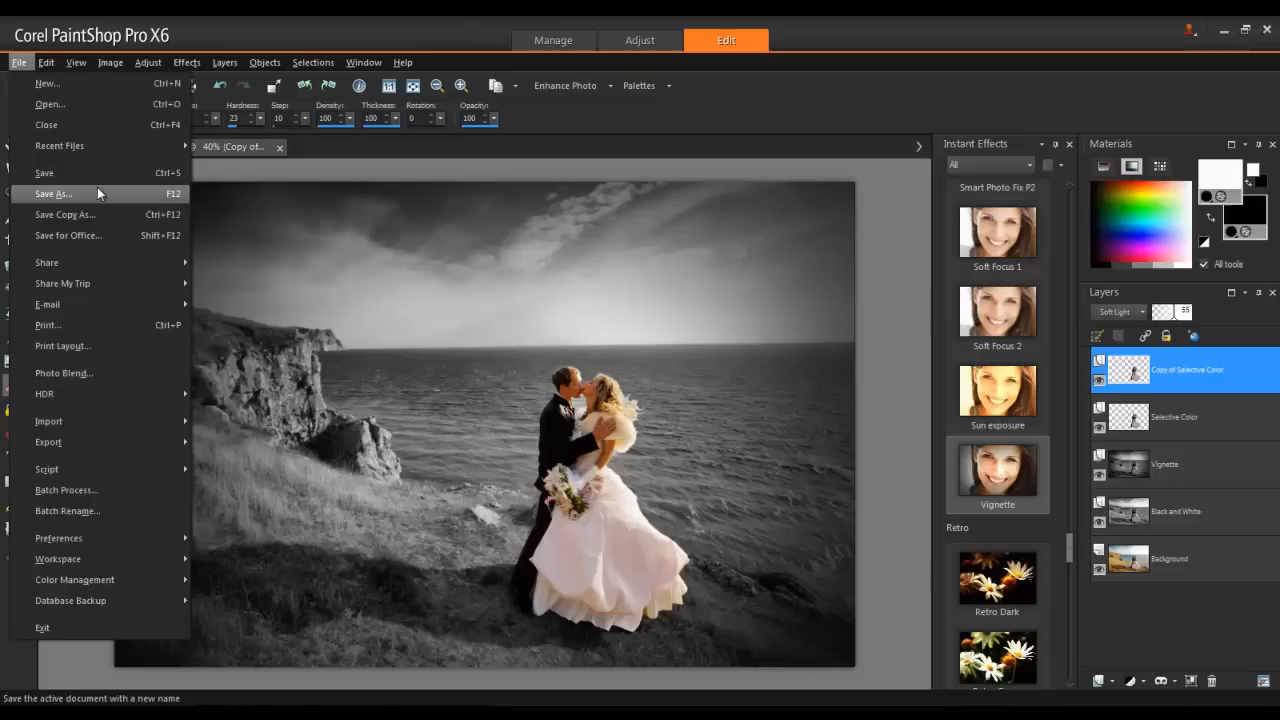 Corel PaintShop Pro X6
Manage
Adjust
Edit
File Edit View Image Adjust Effects Layers Objects Selections Window Help
Enhance Photo
Palettes
Hardness: Step: Density: Thickness: Rotation: Opacity:
23 10 100 100 0 100
New... Ctrl+N
Open... Ctrl+O
Close Ctrl+F4
Recent Files
Save Ctrl+S
Save As... F12
Save Copy As... Ctrl+F12
Save for Office... Shift+F12
Share
Share My Trip
E-mail
Print... Ctrl+P
Print Layout...
Photo Blend...
HDR
Import
Export
Script
Batch Process...
Batch Rename...
Preferences
Workspace
Color Management
Database Backup
Exit
40% (Copy of...
Instant Effects
All
Smart Photo Fix P2
Soft Focus 1
Soft Focus 2
Sun exposure
Vignette
Retro
Retro Dark
Materials
All tools
Layers
Soft Light 55
Copy of Selective Color
Selective Color
Vignette
Black and White
Background
Save the active document with a new name